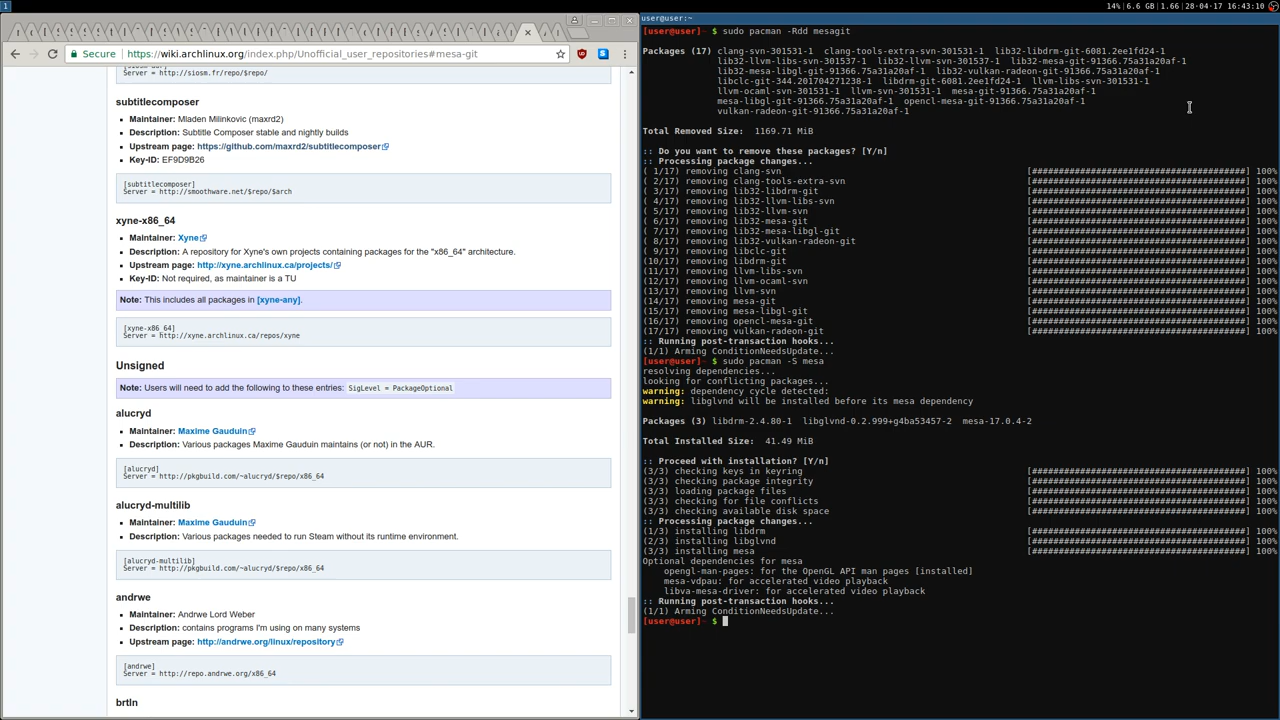 1
14% | 6.6 GB | 1.66 | 28-04-17 16:43:10
Secure | https://wiki.archlinux.org/index.php/Unofficial_user_repositories#mesa-git
Server = http://siosm.fr/repo/$repo/
subtitlecomposer
Maintainer: Mladen Milinkovic (maxrd2)
Description: Subtitle Composer stable and nightly builds
Upstream page: https://github.com/maxrd2/subtitlecomposer
Key-ID: EF9D9B26
[subtitlecomposer]
Server = http://smoothware.net/$repo/$arch
xyne-x86_64
Maintainer: Xyne
Description: A repository for Xyne's own projects containing packages for the "x86_64" architecture.
Upstream page: http://xyne.archlinux.ca/projects/
Key-ID: Not required, as maintainer is a TU
Note: This includes all packages in [xyne-any].
[xyne-x86_64]
Server = http://xyne.archlinux.ca/repos/xyne
Unsigned
Note: Users will need to add the following to these entries: SigLevel = PackageOptional
alucryd
Maintainer: Maxime Gauduin
Description: Various packages Maxime Gauduin maintains (or not) in the AUR.
[alucryd]
Server = http://pkgbuild.com/~alucryd/$repo/x86_64
alucryd-multilib
Maintainer: Maxime Gauduin
Description: Various packages needed to run Steam without its runtime environment.
[alucryd-multilib]
Server = http://pkgbuild.com/~alucryd/$repo/x86_64
andrwe
Maintainer: Andrwe Lord Weber
Description: contains programs I'm using on many systems
Upstream page: http://andrwe.org/linux/repository
[andrwe]
Server = http://repo.andrwe.org/x86_64
brtln
user@user:~
[user@user]~ $ sudo pacman -Rdd mesagit
Packages (17) clang-svn-301531-1 clang-tools-extra-svn-301531-1 lib32-libdrm-git-6081.2ee1fd24-1
lib32-llvm-libs-svn-301537-1 lib32-llvm-svn-301537-1 lib32-mesa-git-91366.75a31a20af-1
lib32-mesa-libgl-git-91366.75a31a20af-1 lib32-vulkan-radeon-git-91366.75a31a20af-1
libclc-git-344.201704271238-1 libdrm-git-6081.2ee1fd24-1 llvm-libs-svn-301531-1
llvm-ocaml-svn-301531-1 llvm-svn-301531-1 mesa-git-91366.75a31a20af-1
mesa-libgl-git-91366.75a31a20af-1 opencl-mesa-git-91366.75a31a20af-1
vulkan-radeon-git-91366.75a31a20af-1
Total Removed Size: 1169.71 MiB
:: Do you want to remove these packages? [Y/n]
:: Processing package changes...
( 1/17) removing clang-svn [########################################] 100%
( 2/17) removing clang-tools-extra-svn [########################################] 100%
( 3/17) removing lib32-libdrm-git [########################################] 100%
( 4/17) removing lib32-llvm-libs-svn [########################################] 100%
( 5/17) removing lib32-llvm-svn [########################################] 100%
( 6/17) removing lib32-mesa-git [########################################] 100%
( 7/17) removing lib32-mesa-libgl-git [########################################] 100%
( 8/17) removing lib32-vulkan-radeon-git [########################################] 100%
( 9/17) removing libclc-git [########################################] 100%
(10/17) removing libdrm-git [########################################] 100%
(11/17) removing llvm-libs-svn [########################################] 100%
(12/17) removing llvm-ocaml-svn [########################################] 100%
(13/17) removing llvm-svn [########################################] 100%
(14/17) removing mesa-git [########################################] 100%
(15/17) removing mesa-libgl-git [########################################] 100%
(16/17) removing opencl-mesa-git [########################################] 100%
(17/17) removing vulkan-radeon-git [########################################] 100%
:: Running post-transaction hooks...
(1/1) Arming ConditionNeedsUpdate...
[user@user]~ $ sudo pacman -S mesa
resolving dependencies...
looking for conflicting packages...
warning: dependency cycle detected:
warning: libglvnd will be installed before its mesa dependency
Packages (3) libdrm-2.4.80-1 libglvnd-0.2.999+g4ba53457-2 mesa-17.0.4-2
Total Installed Size: 41.49 MiB
:: Proceed with installation? [Y/n]
(3/3) checking keys in keyring [########################################] 100%
(3/3) checking package integrity [########################################] 100%
(3/3) loading package files [########################################] 100%
(3/3) checking for file conflicts [########################################] 100%
(3/3) checking available disk space [########################################] 100%
:: Processing package changes...
(1/3) installing libdrm [########################################] 100%
(2/3) installing libglvnd [########################################] 100%
(3/3) installing mesa [########################################] 100%
Optional dependencies for mesa
opengl-man-pages: for the OpenGL API man pages [installed]
mesa-vdpau: for accelerated video playback
libva-mesa-driver: for accelerated video playback
:: Running post-transaction hooks...
(1/1) Arming ConditionNeedsUpdate...
[user@user]~ $